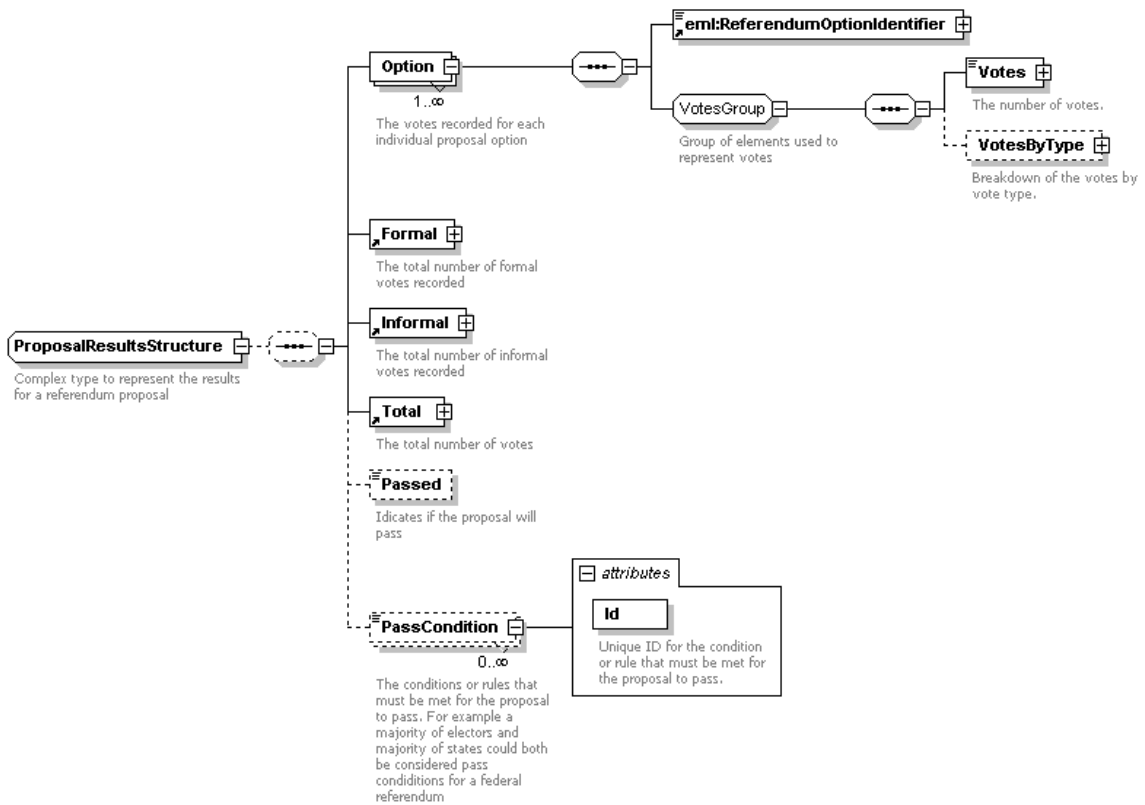 eml:ReferendumOptionIdentifier
Option
1..∞
The votes recorded for each
individual proposal option
VotesGroup
Group of elements used to
represent votes
Votes
The number of votes.
VotesByType
Breakdown of the votes by
vote type.
Formal
The total number of formal
votes recorded
Informal
The total number of informal
votes recorded
ProposalResultsStructure
Complex type to represent the results
for a referendum proposal
Total
The total number of votes
Passed
Idicates if the proposal will
pass
PassCondition
0..∞
The conditions or rules that
must be met for the proposal
to pass. For example a
majority of electors and
majority of states could both
be considered pass
condiditions for a federal
referendum
attributes
Id
Unique ID for the condition
or rule that must be met for
the proposal to pass.